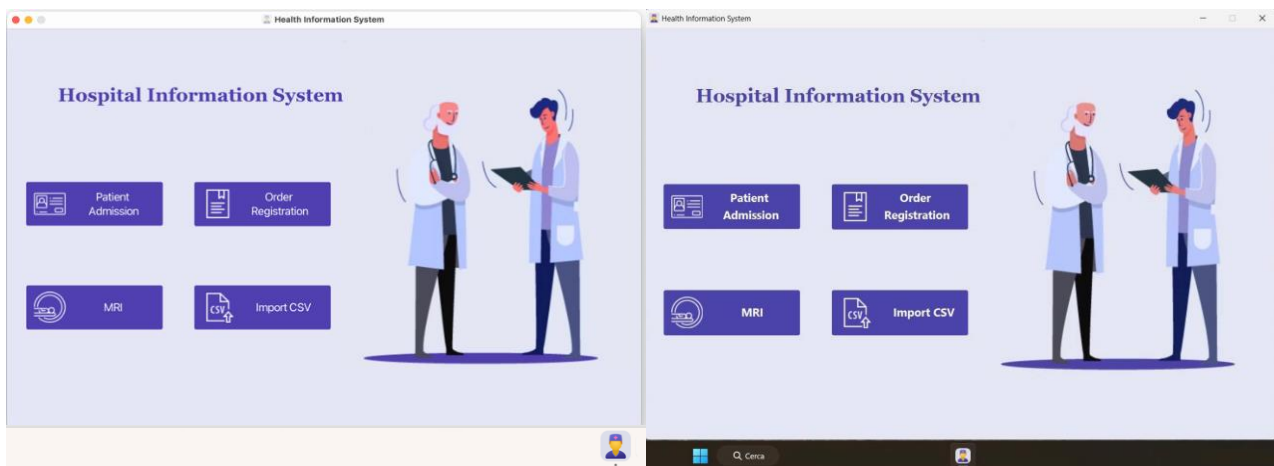 Health Information System
Hospital Information System
Patient
Admission
Order
Registration
MRI
CSV
Import CSV
Health Information System
Hospital Information System
Patient
Admission
Order
Registration
MRI
CSV
Import CSV
Cerca